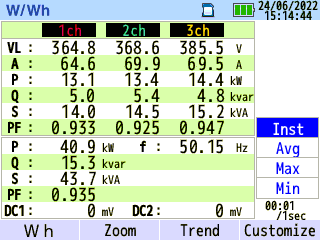 W/Wh 24/06/2022
15:14:44
1ch 2ch 3ch
VL: 364.8 368.6 385.5 V
A : 64.6 69.9 69.5 A
P : 13.1 13.4 14.4 kW
Q : 5.0 5.4 4.8 kvar
S : 14.0 14.5 15.2 kVA
PF: 0.933 0.925 0.947
P : 40.9 kW f : 50.15 Hz
Q : 15.3 kvar
S : 43.7 kVA
PF: 0.935
DC1: 0 mV DC2: 0 mV
Inst
Avg
Max
Min
00:01
/1sec
Wh Zoom Trend Customize